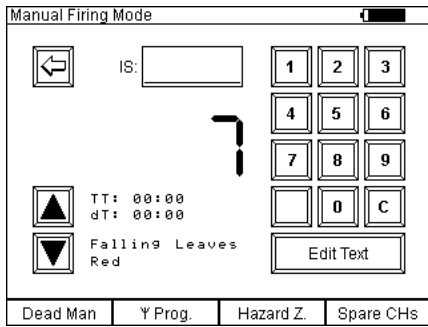 Manual Firing Mode
IS:
1 2 3
4 5 6
7
7 8 9
0 C
TT: 00:00
dT: 00:00
Falling Leaves
Red
Edit Text
Dead Man Prog. Hazard Z. Spare CHs